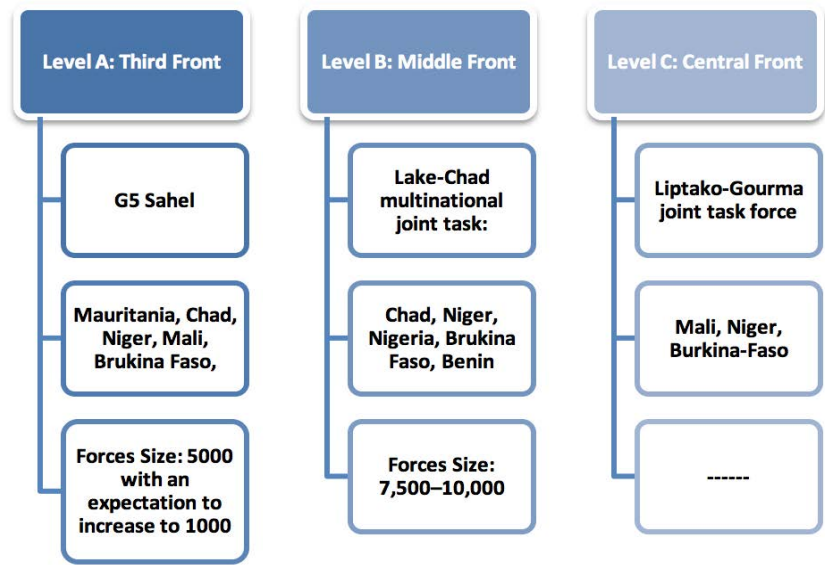 Level A: Third Front
G5 Sahel
Mauritania, Chad,
Niger, Mali,
Brukina Faso,
Forces Size: 5000
with an
expectation to
increase to 1000
Level B: Middle Front
Lake-Chad
multinational
joint task:
Chad, Niger,
Nigeria, Brukina
Faso, Benin
Forces Size:
7,500–10,000
Level C: Central Front
Liptako-Gourma
joint task force
Mali, Niger,
Burkina-Faso
------